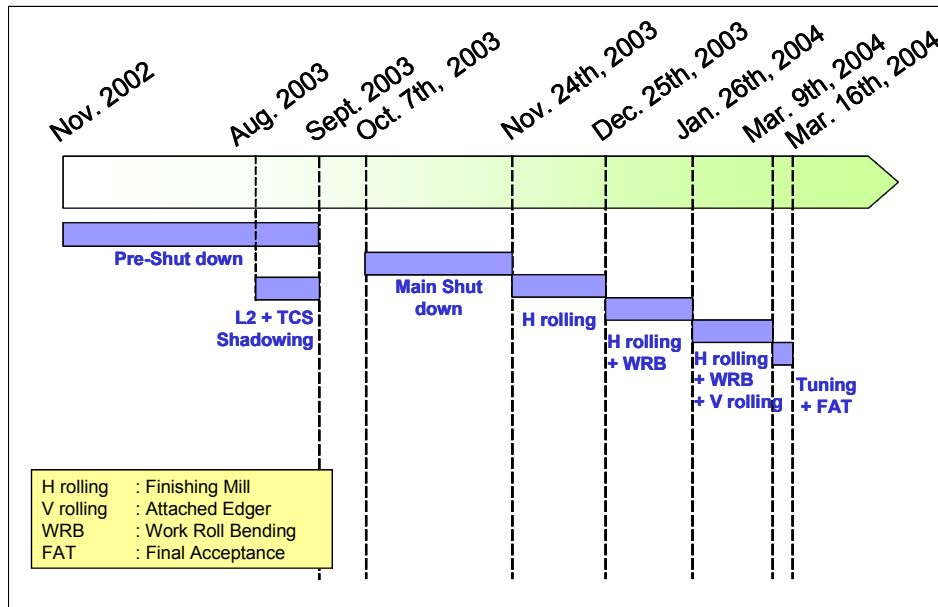 Nov. 2002
Aug. 2003
Sept. 2003
Oct. 7th, 2003
Nov. 24th, 2003
Dec. 25th, 2003
Jan. 26th, 2004
Mar. 9th, 2004
Mar. 16th, 2004
Pre-Shut down
L2 + TCS
Shadowing
Main Shut
down
H rolling
H rolling
+ WRB
H rolling
+ WRB
+ V rolling
Tuning
+ FAT
H rolling : Finishing Mill
V rolling : Attached Edger
WRB : Work Roll Bending
FAT : Final Acceptance